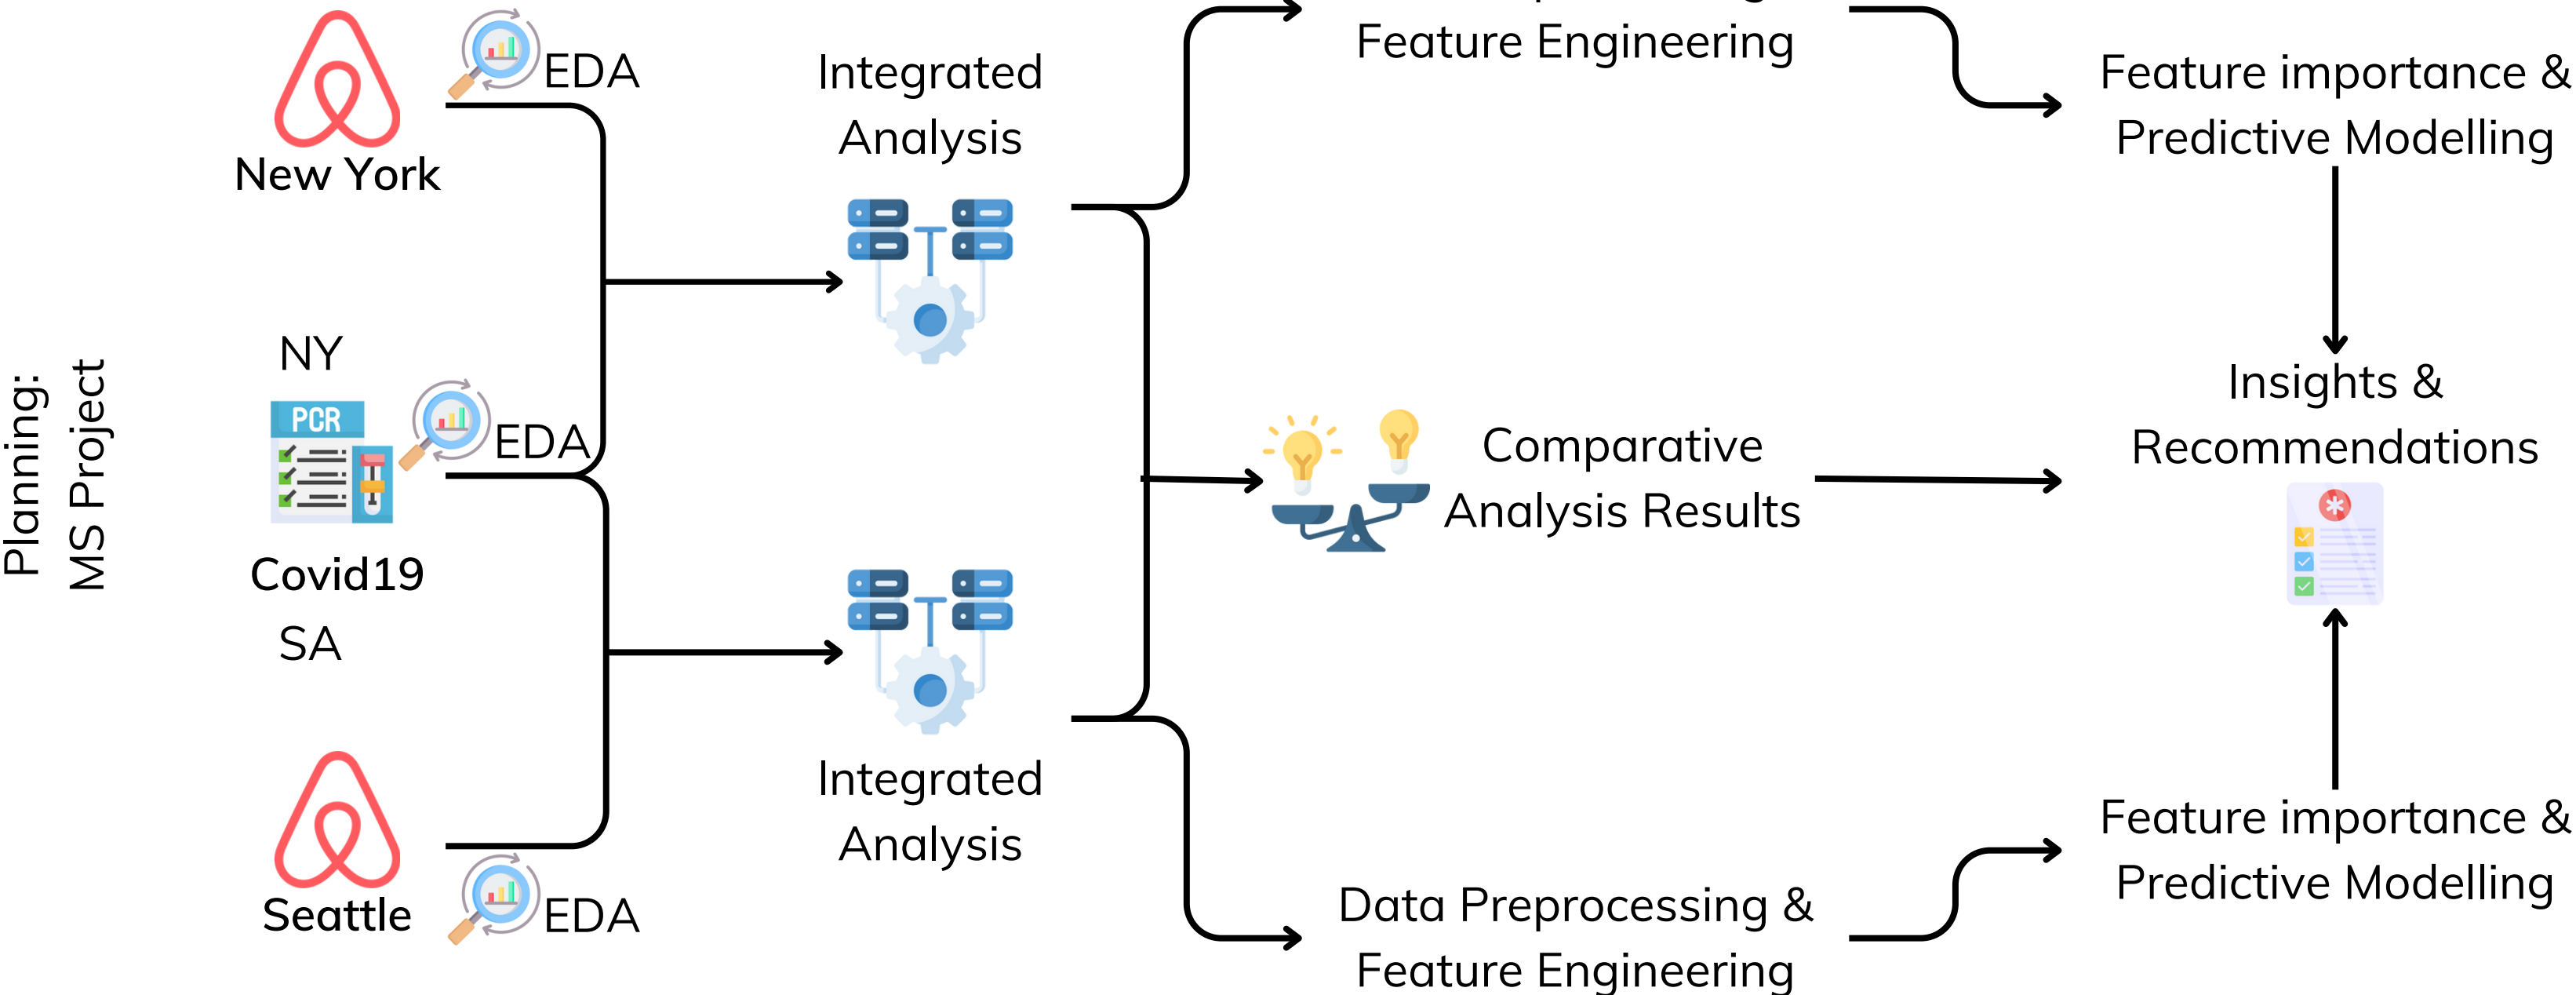 Planning:
MS Project
New York
EDA
NY
PCR
EDA
Covid19
SA
Seattle
EDA
Integrated
Analysis
Integrated
Analysis
Feature Engineering
Comparative
Analysis Results
Data Preprocessing &
Feature Engineering
Feature importance &
Predictive Modelling
Insights &
Recommendations
Feature importance &
Predictive Modelling